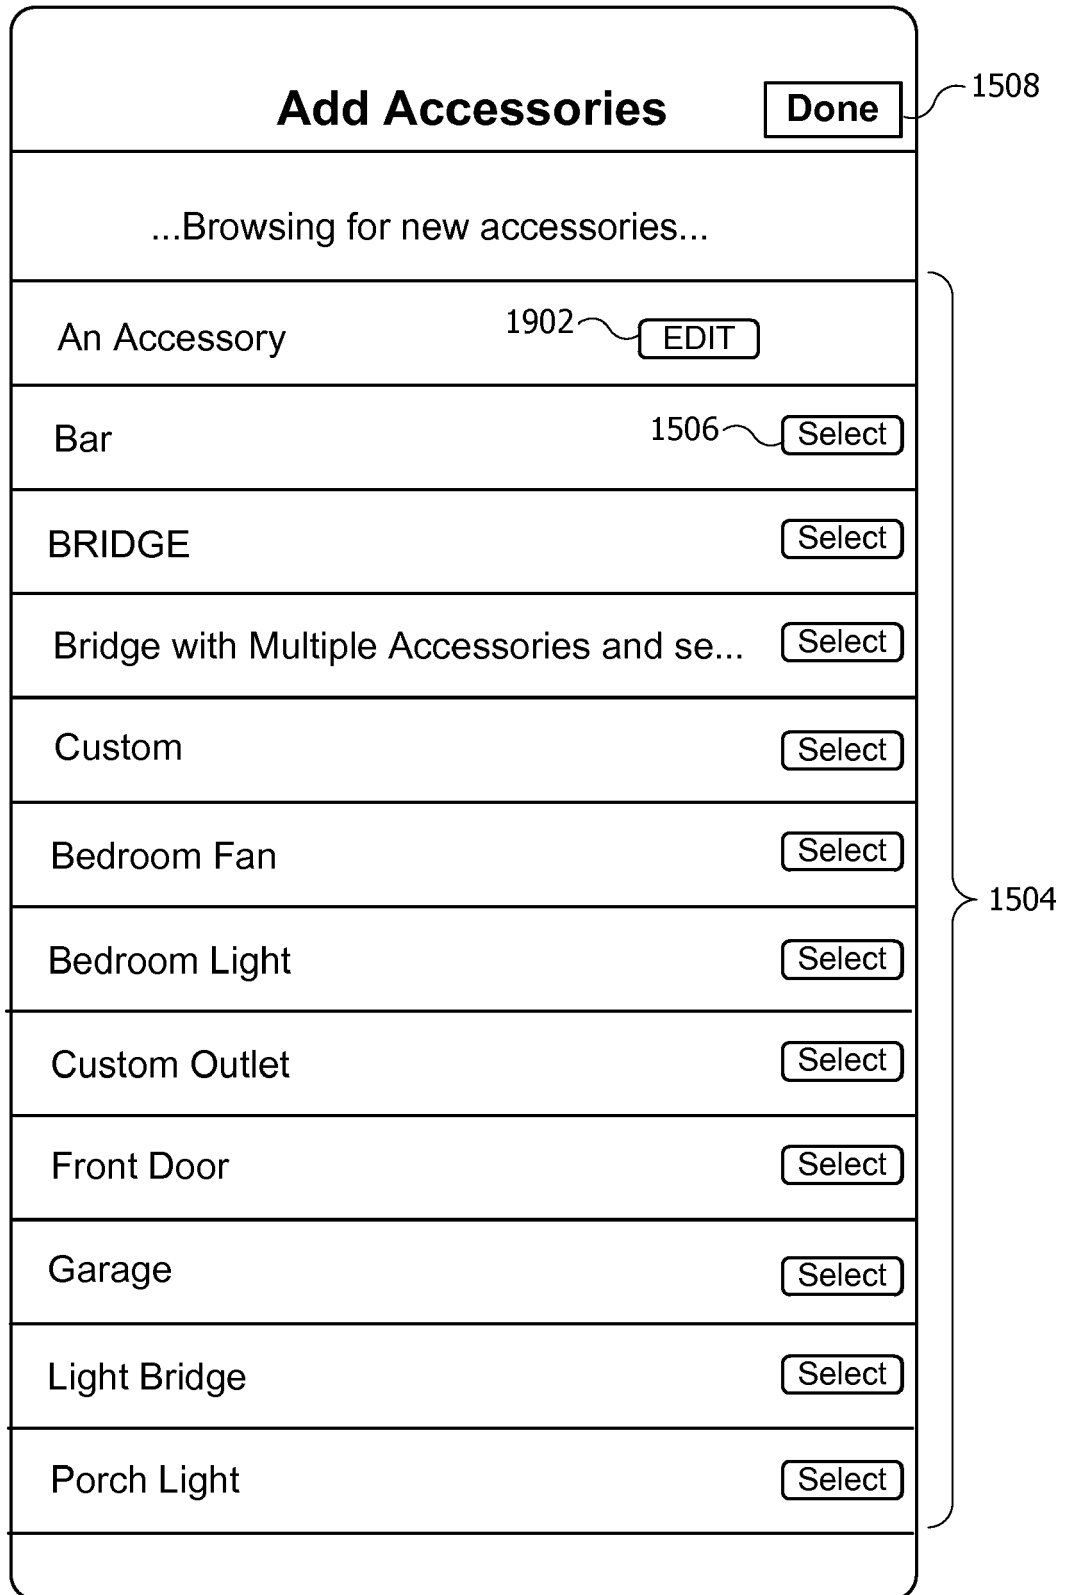 Add Accessories Done 1508
...Browsing for new accessories...
An Accessory 1902 EDIT
Bar 1506 Select
BRIDGE Select
Bridge with Multiple Accessories and se... Select
Custom Select
Bedroom Fan Select
1504
Bedroom Light Select
Custom Outlet Select
Front Door Select
Garage Select
Light Bridge Select
Porch Light Select